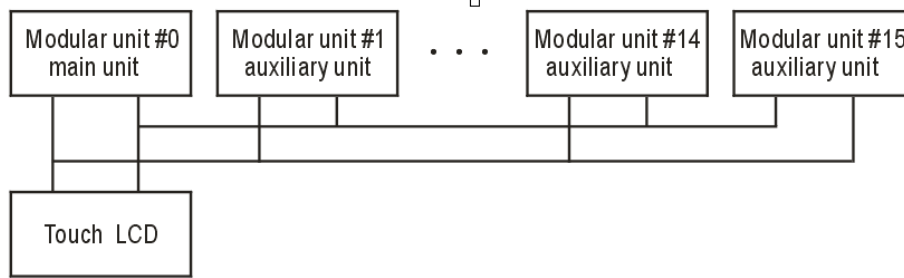 Modular unit #0
main unit
Modular unit #1
auxiliary unit
. . .
Modular unit #14
auxiliary unit
Modular unit #15
auxiliary unit
Touch LCD